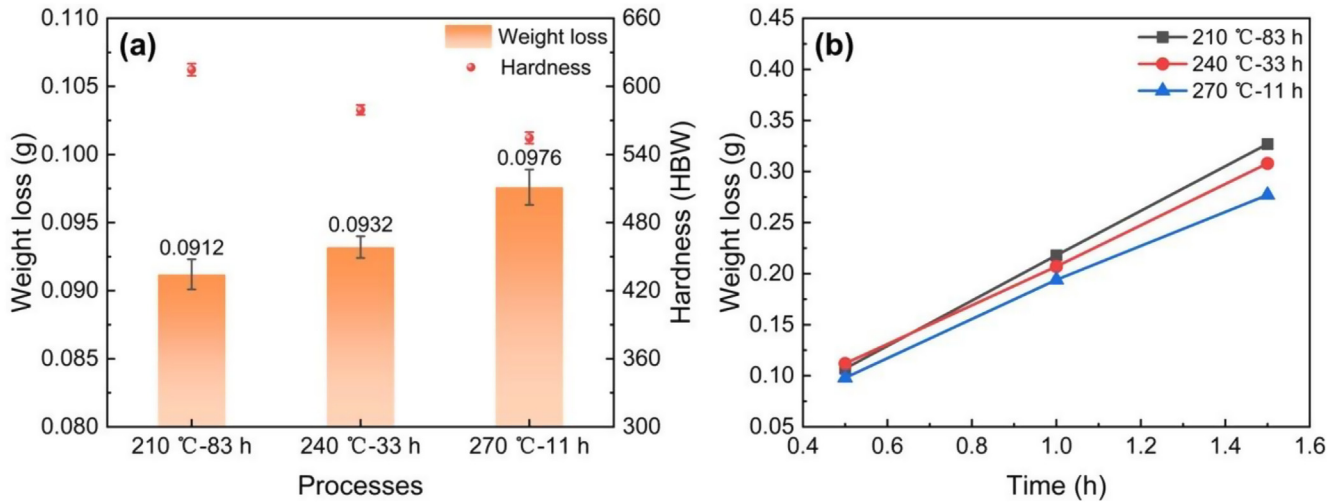 (a)
Weight loss
Hardness
0.110
0.105
0.100
0.095
0.090
0.085
0.080
Weight loss (g)
0.0912
0.0932
0.0976
660
600
540
480
420
360
300
Hardness (HBW)
210 ℃-83 h
240 ℃-33 h
270 ℃-11 h
Processes
(b)
210 ℃-83 h
240 ℃-33 h
270 ℃-11 h
0.45
0.40
0.35
0.30
0.25
0.20
0.15
0.10
0.05
Weight loss (g)
0.4
0.6
0.8
1.0
1.2
1.4
1.6
Time (h)